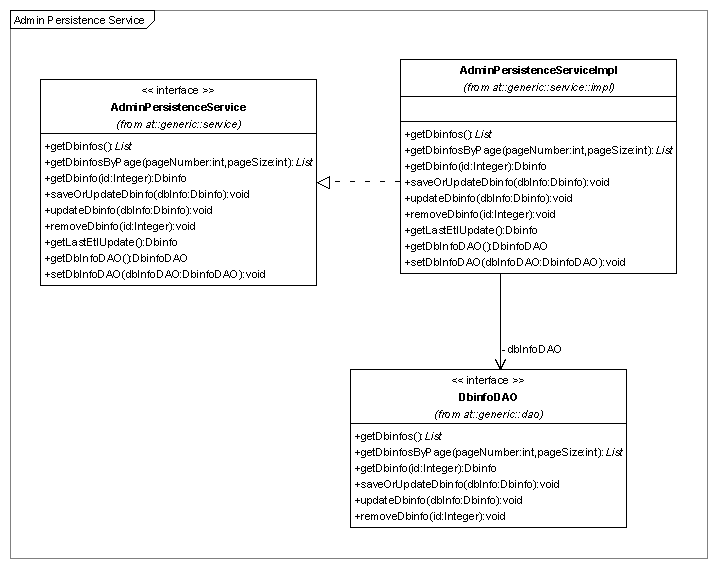 Admin Persistence Service
<< interface >>
AdminPersistenceService
(from at::generic::service)
+getDbinfos():List
+getDbinfosByPage(pageNumber:int,pageSize:int):List
+getDbinfo(id:Integer):Dbinfo
+saveOrUpdateDbinfo(dbInfo:Dbinfo):void
+updateDbinfo(dbInfo:Dbinfo):void
+removeDbinfo(id:Integer):void
+getLastEtlUpdate():Dbinfo
+getDbInfoDAO():DbinfoDAO
+setDbInfoDAO(dbInfoDAO:DbinfoDAO):void
AdminPersistenceServiceImpl
(from at::generic::service::impl)
+getDbinfos():List
+getDbinfosByPage(pageNumber:int,pageSize:int):List
+getDbinfo(id:Integer):Dbinfo
+saveOrUpdateDbinfo(dbInfo:Dbinfo):void
+updateDbinfo(dbInfo:Dbinfo):void
+removeDbinfo(id:Integer):void
+getLastEtlUpdate():Dbinfo
+getDbInfoDAO():DbinfoDAO
+setDbInfoDAO(dbInfoDAO:DbinfoDAO):void
-dbInfoDAO
<< interface >>
DbinfoDAO
(from at::generic::dao)
+getDbinfos():List
+getDbinfosByPage(pageNumber:int,pageSize:int):List
+getDbinfo(id:Integer):Dbinfo
+saveOrUpdateDbinfo(dbInfo:Dbinfo):void
+updateDbinfo(dbInfo:Dbinfo):void
+removeDbinfo(id:Integer):void